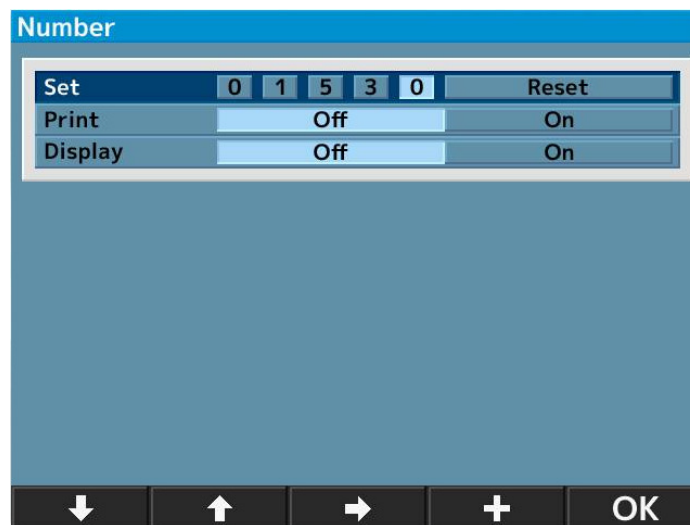 Number
Set 0 1 5 3 0 Reset
Print Off On
Display Off On
OK